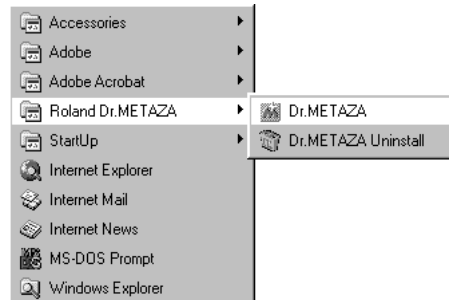 Accessories
Adobe
Adobe Acrobat
Roland Dr.METAZA
Dr.METAZA
StartUp
Dr.METAZA Uninstall
Internet Explorer
Internet Mail
Internet News
MS-DOS Prompt
Windows Explorer